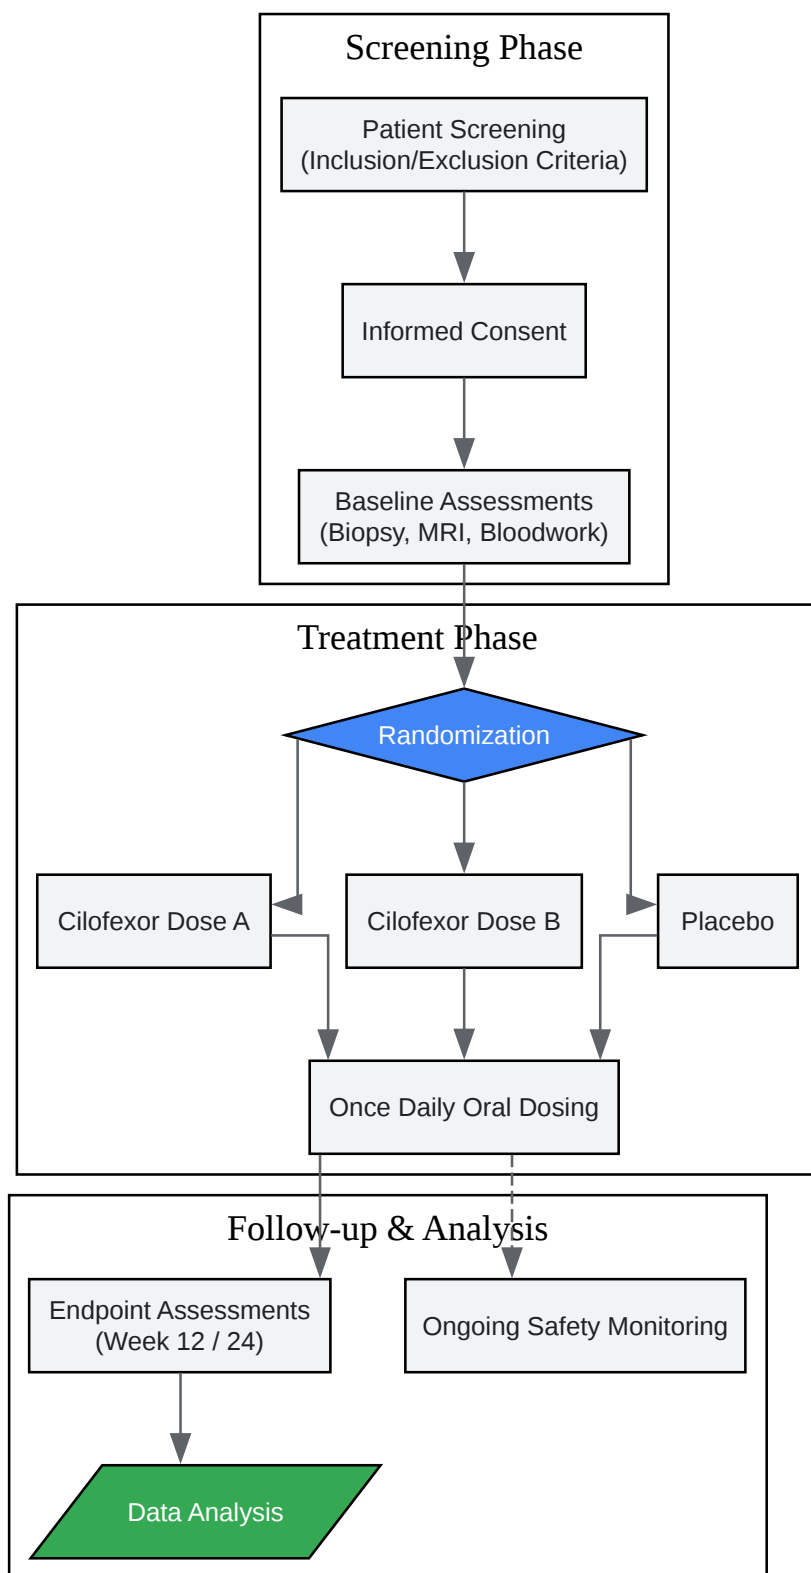 Screening Phase
Patient Screening
(Inclusion/Exclusion Criteria)
Informed Consent
Baseline Assessments
(Biopsy, MRI, Bloodwork)
Treatment Phase
Randomization
Cilofexor Dose A
Cilofexor Dose B
Placebo
Once Daily Oral Dosing
Follow-up & Analysis
Endpoint Assessments
(Week 12 / 24)
Ongoing Safety Monitoring
Data Analysis